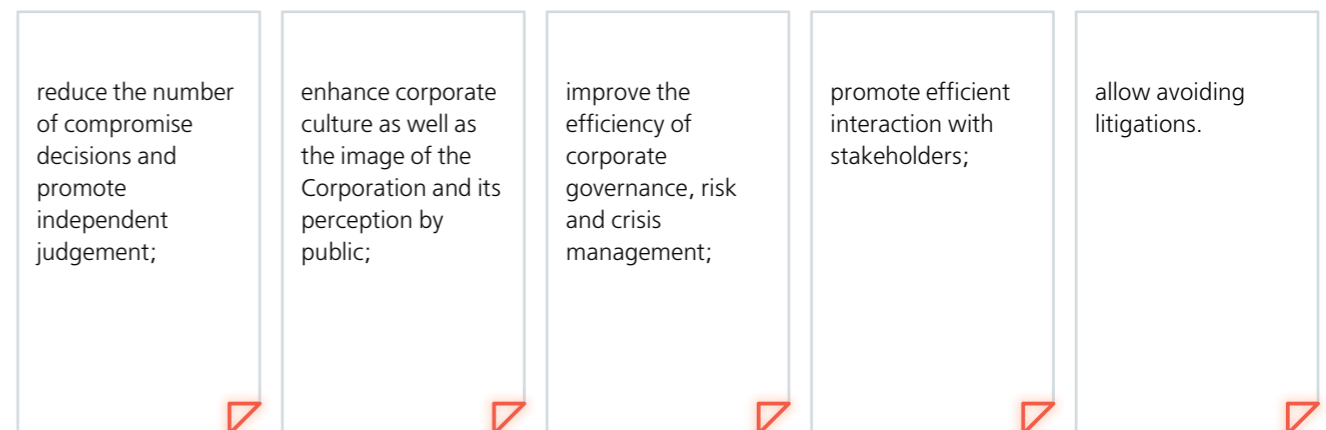 reduce the number
of compromise
decisions and
promote
independent
judgement;
enhance corporate
culture as well as
the image of the
Corporation and its
perception by
public;
improve the
efficiency of
corporate
governance, risk
and crisis
management;
promote efficient
interaction with
stakeholders;
allow avoiding
litigations.